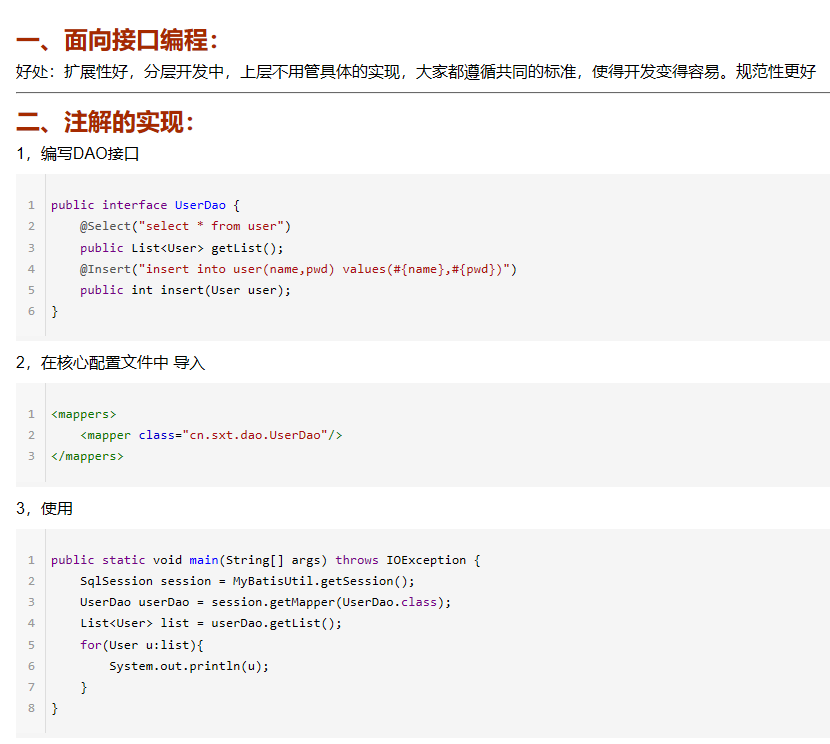 一、面向接口编程：
好处：扩展性好，分层开发中，上层不用管具体的实现，大家都遵循共同的标准，使得开发变得容易。规范性更好
二、注解的实现：
1，编写DAO接口
1 public interface UserDao {
2     @Select("select * from user")
3     public List<User> getList();
4     @Insert("insert into user(name,pwd) values(#{name},#{pwd})")
5     public int insert(User user);
6 }
2，在核心配置文件中 导入
1 <mappers>
2     <mapper class="cn.sxt.dao.UserDao"/>
3 </mappers>
3，使用
1 public static void main(String[] args) throws IOException {
2     SqlSession session = MyBatisUtil.getSession();
3     UserDao userDao = session.getMapper(UserDao.class);
4     List<User> list = userDao.getList();
5     for(User u:list){
6         System.out.println(u);
7     }
8 }